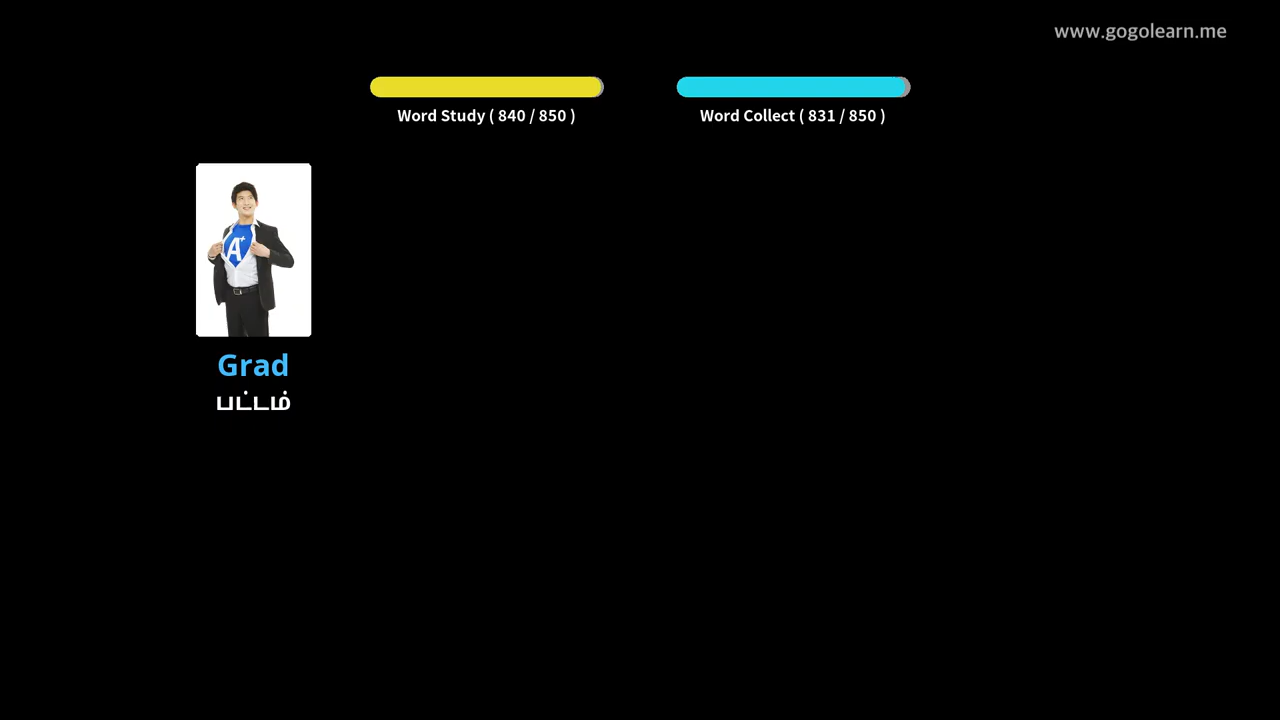 www.gogolearn.me
Word Study ( 840 / 850 )
Word Collect ( 831 / 850 )
A+
Grad
பட்டம்